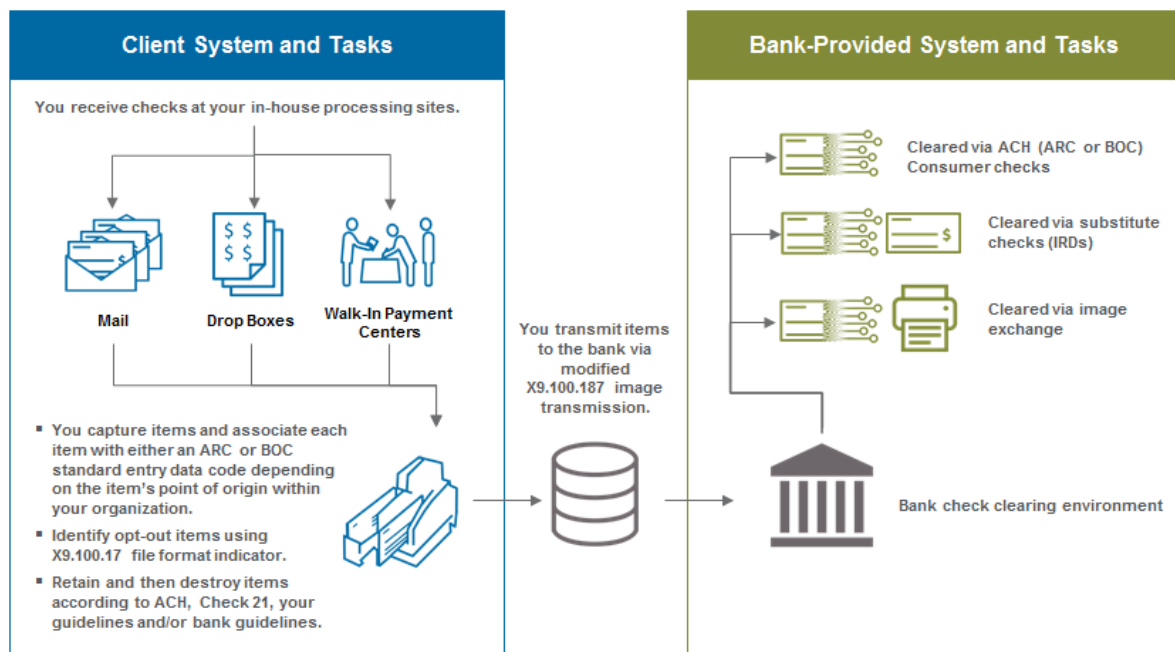 Client System and Tasks
You receive checks at your in-house processing sites.
$
$ $
$ $
Mail
Drop Boxes
Walk-In Payment
Centers
▪ You capture items and associate each
item with either an ARC or BOC
standard entry data code depending
on the item's point of origin within
your organization.
▪ Identify opt-out items using
X9.100.17 file format indicator.
▪ Retain and then destroy items
according to ACH, Check 21, your
guidelines and/or bank guidelines.
You transmit items
to the bank via
modified
X9.100.187 image
transmission.
Bank-Provided System and Tasks
Cleared via ACH (ARC or BOC)
Consumer checks
$
Cleared via substitute
checks (IRDs)
Cleared via image
exchange
Bank check clearing environment